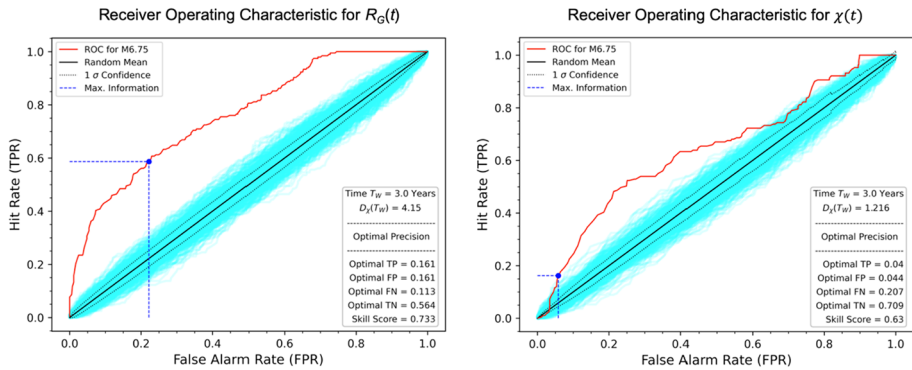 Receiver Operating Characteristic for R_G(t)
ROC for M6.75
Random Mean
1 σ Confidence
Max. Information
Hit Rate (TPR)
1.0
0.8
0.6
0.4
0.2
0.0
Time T_W = 3.0 Years
D_χ(T_W) = 4.15
Optimal Precision
Optimal TP = 0.161
Optimal FP = 0.161
Optimal FN = 0.113
Optimal TN = 0.564
Skill Score = 0.733
0.0 0.2 0.4 0.6 0.8 1.0
False Alarm Rate (FPR)
Receiver Operating Characteristic for χ(t)
ROC for M6.75
Random Mean
1 σ Confidence
Max. Information
Hit Rate (TPR)
1.0
0.8
0.6
0.4
0.2
0.0
Time T_W = 3.0 Years
D_χ(T_W) = 1.216
Optimal Precision
Optimal TP = 0.04
Optimal FP = 0.044
Optimal FN = 0.207
Optimal TN = 0.709
Skill Score = 0.63
0.0 0.2 0.4 0.6 0.8 1.0
False Alarm Rate (FPR)